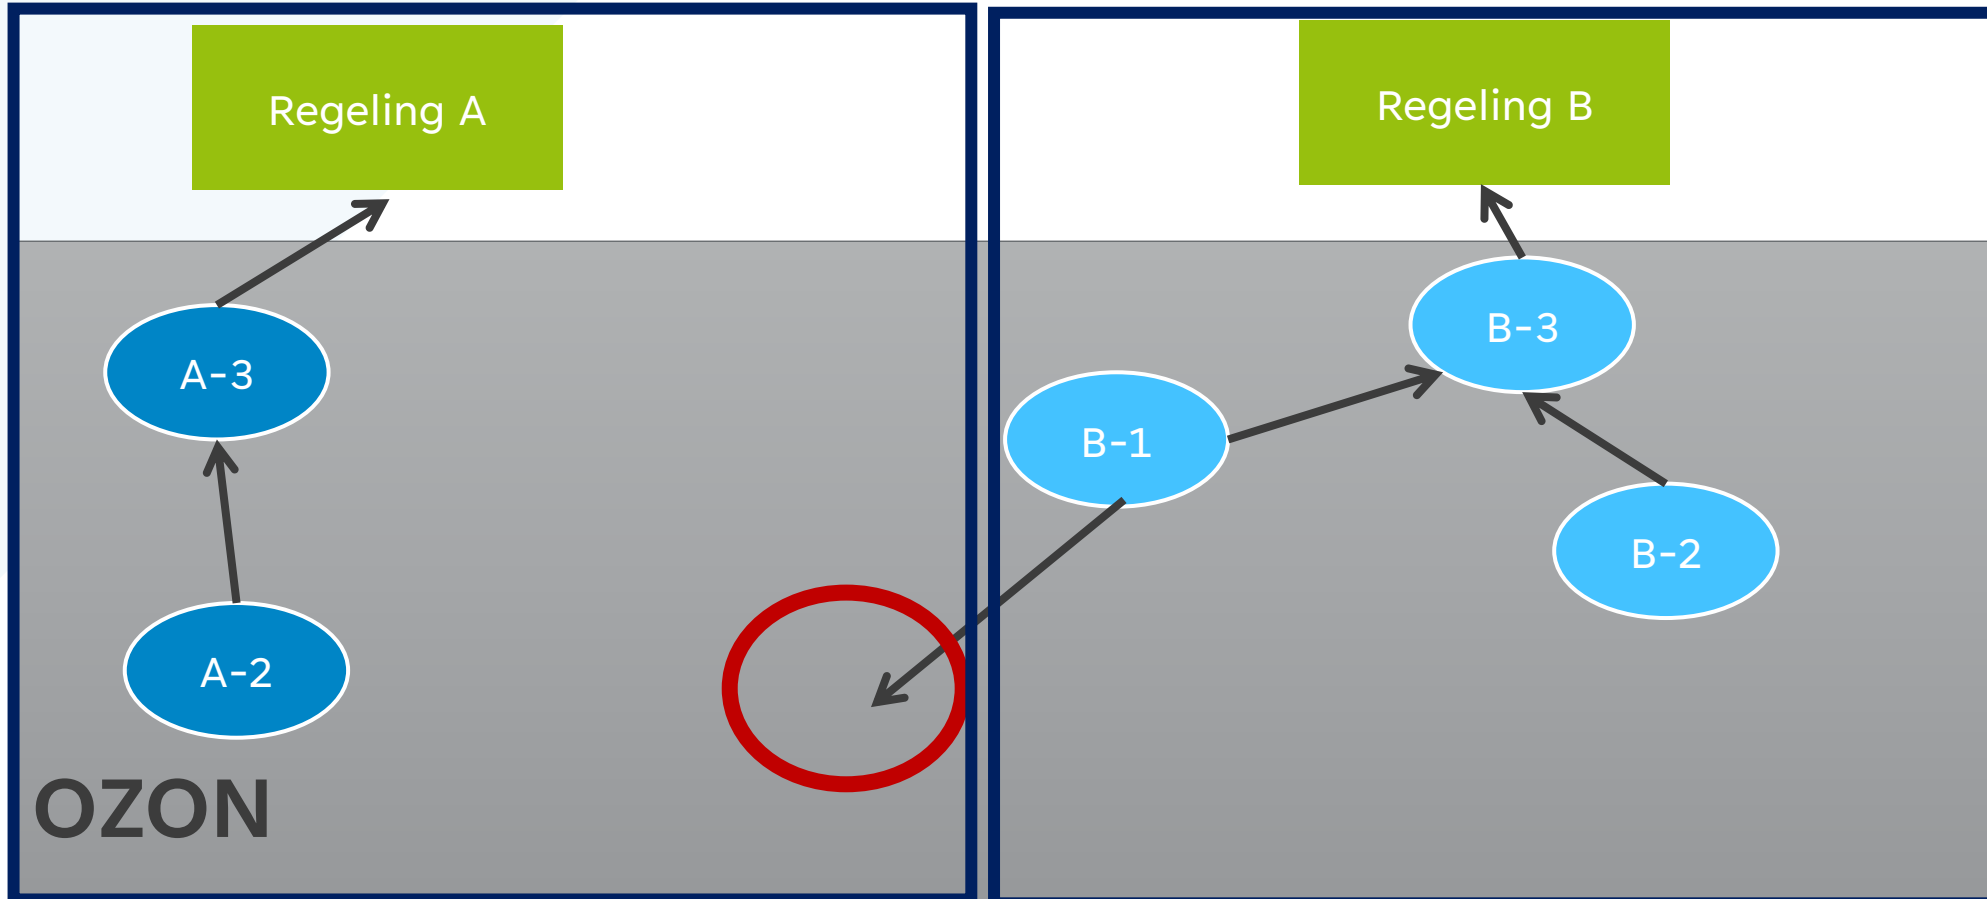 Regeling A
Regeling B
A-3
B-3
B-1
B-2
A-2
OZON